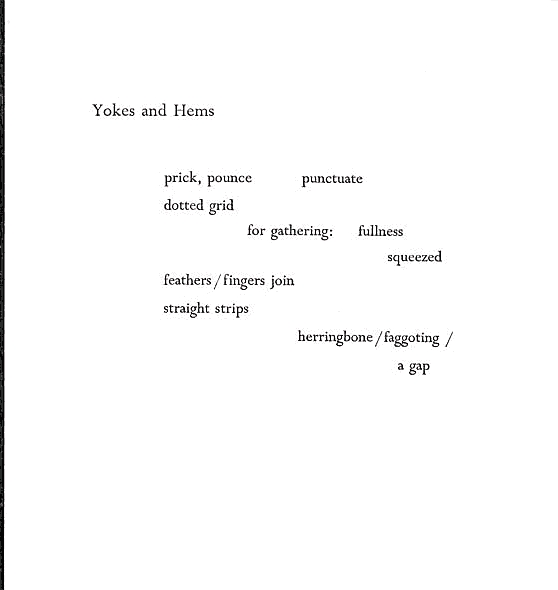 Yokes and Hems
prick, pounce punctuate
dotted grid
for gathering: fullness
squeezed
feathers / fingers join
straight strips
herringbone / faggoting /
a gap